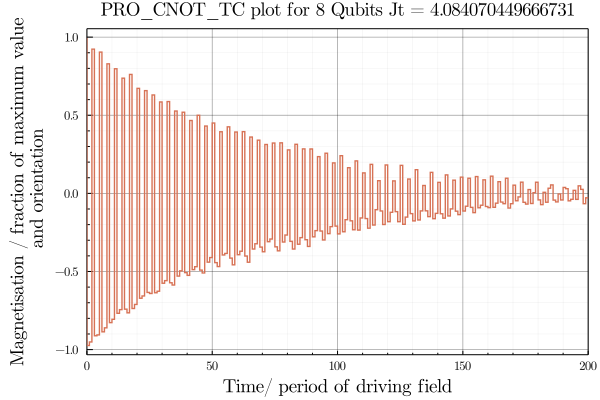 PRO_CNOT_TC plot for 8 Qubits Jt = 4.084070449666731
Magnetisation / fraction of maximum value
and orientation
1.0
0.5
0.0
−0.5
−1.0
0 50 100 150 200
Time/ period of driving field